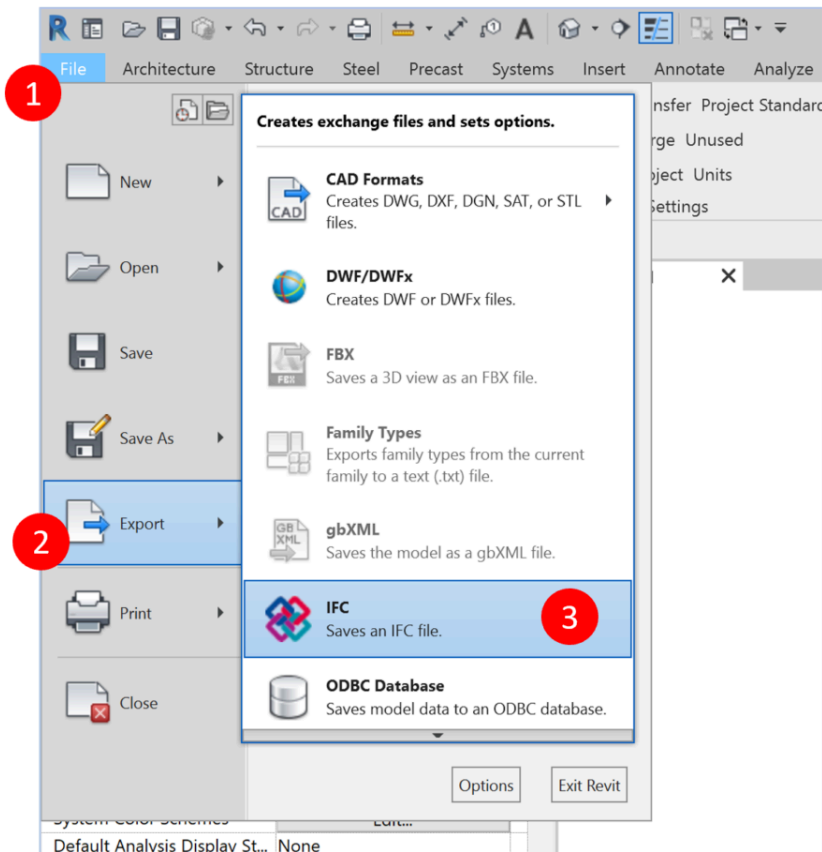 R
A
File Architecture Structure Steel Precast Systems Insert Annotate Analyze
1
Creates exchange files and sets options.
Project
Unused
Units
Settings
New
CAD
CAD Formats
Creates DWG, DXF, DGN, SAT, or STL
files.
Open
DWF/DWFx
Creates DWF or DWFx files.
Save
FBX
FBX
Saves a 3D view as an FBX file.
Save As
Family Types
Exports family types from the current
family to a text (.txt) file.
2
Export
GB
XML
gbXML
Saves the model as a gbXML file.
Print
IFC
Saves an IFC file.
3
Close
ODBC Database
Saves model data to an ODBC database.
Options Exit Revit
Default Analysis Display St... None